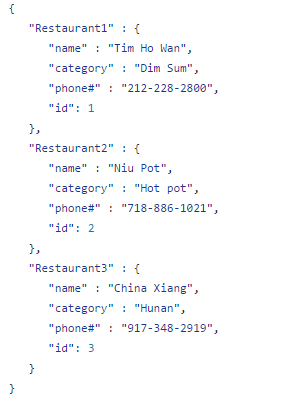 {
"Restaurant1" : {
"name" : "Tim Ho Wan",
"category" : "Dim Sum",
"phone#" : "212-228-2800",
"id": 1
},
"Restaurant2" : {
"name" : "Niu Pot",
"category" : "Hot pot",
"phone#" : "718-886-1021",
"id": 2
},
"Restaurant3" : {
"name" : "China Xiang",
"category" : "Hunan",
"phone#" : "917-348-2919",
"id": 3
}
}